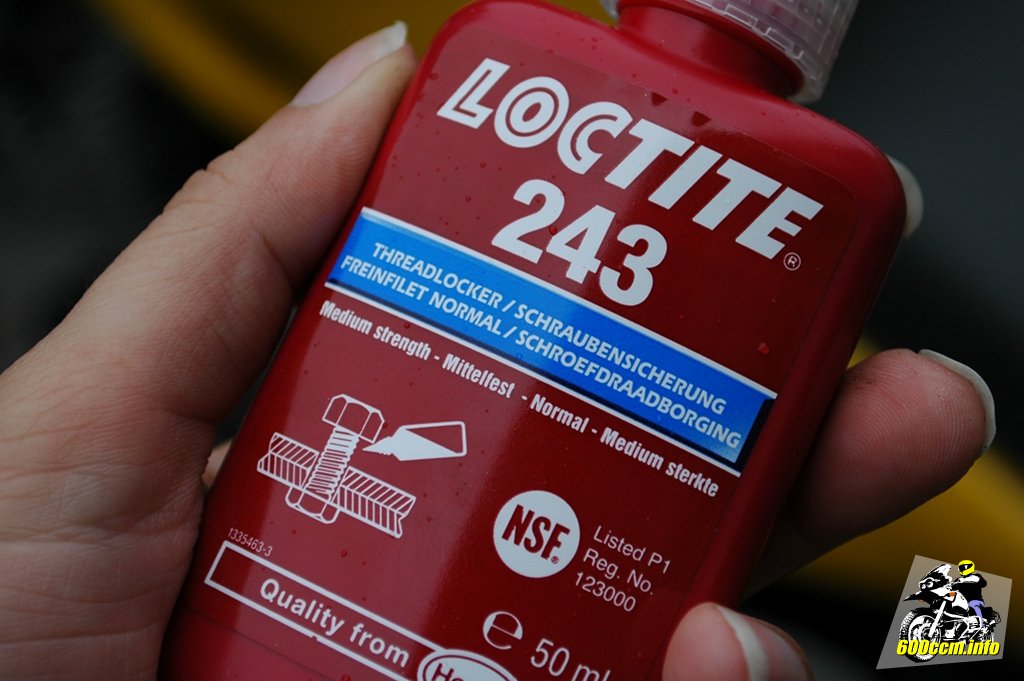 LOCTITE®
243
THREADLOCKER / SCHRAUBENSICHERUNG
FREINFILET NORMAL / SCHROEFDRAADBORGING
Medium strength - Mittelfest - Normal - Medium sterkte
NSF®
Listed P1
Reg. No.
123000
1335463-3
Quality from
e 50 ml
600ccm.info